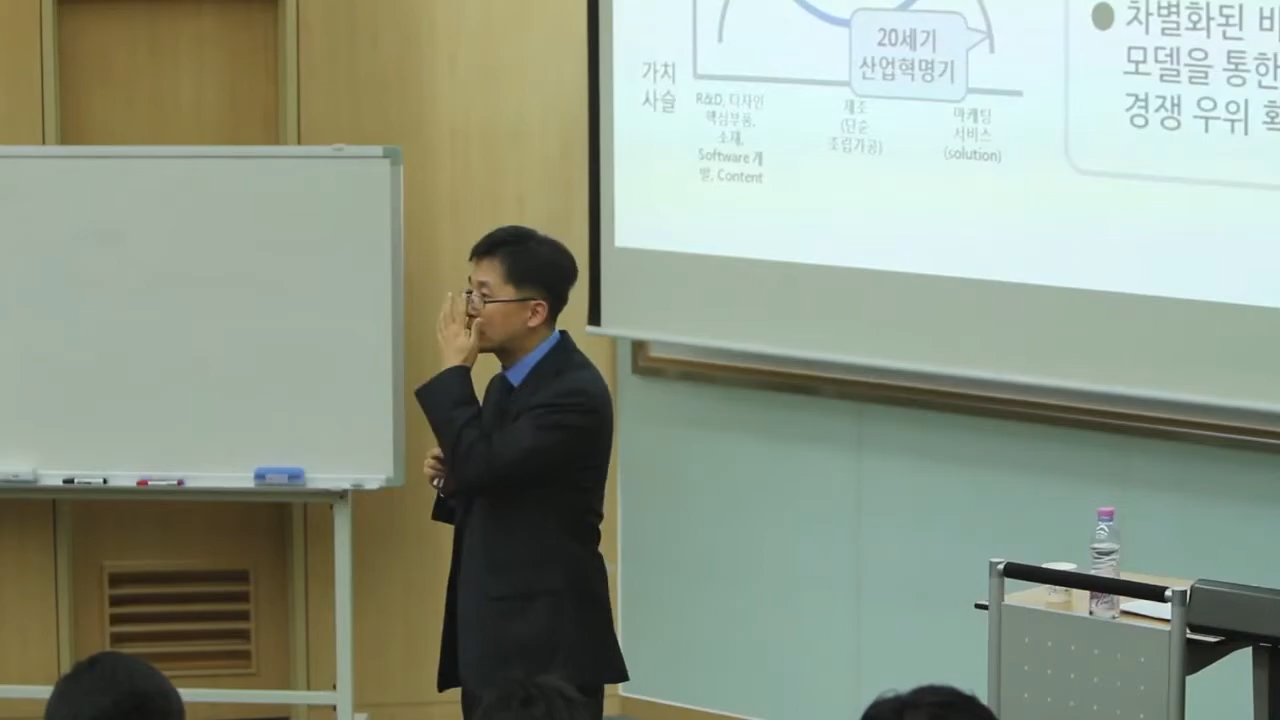 20세기
산업혁명기
가치
사슬
R&D, 디자인
핵심부품,
소재,
Software 개
발, Content
제조
(단순
조립가공)
마케팅
서비스
(solution)
차별화된 비
모델을 통한
경쟁 우위 확